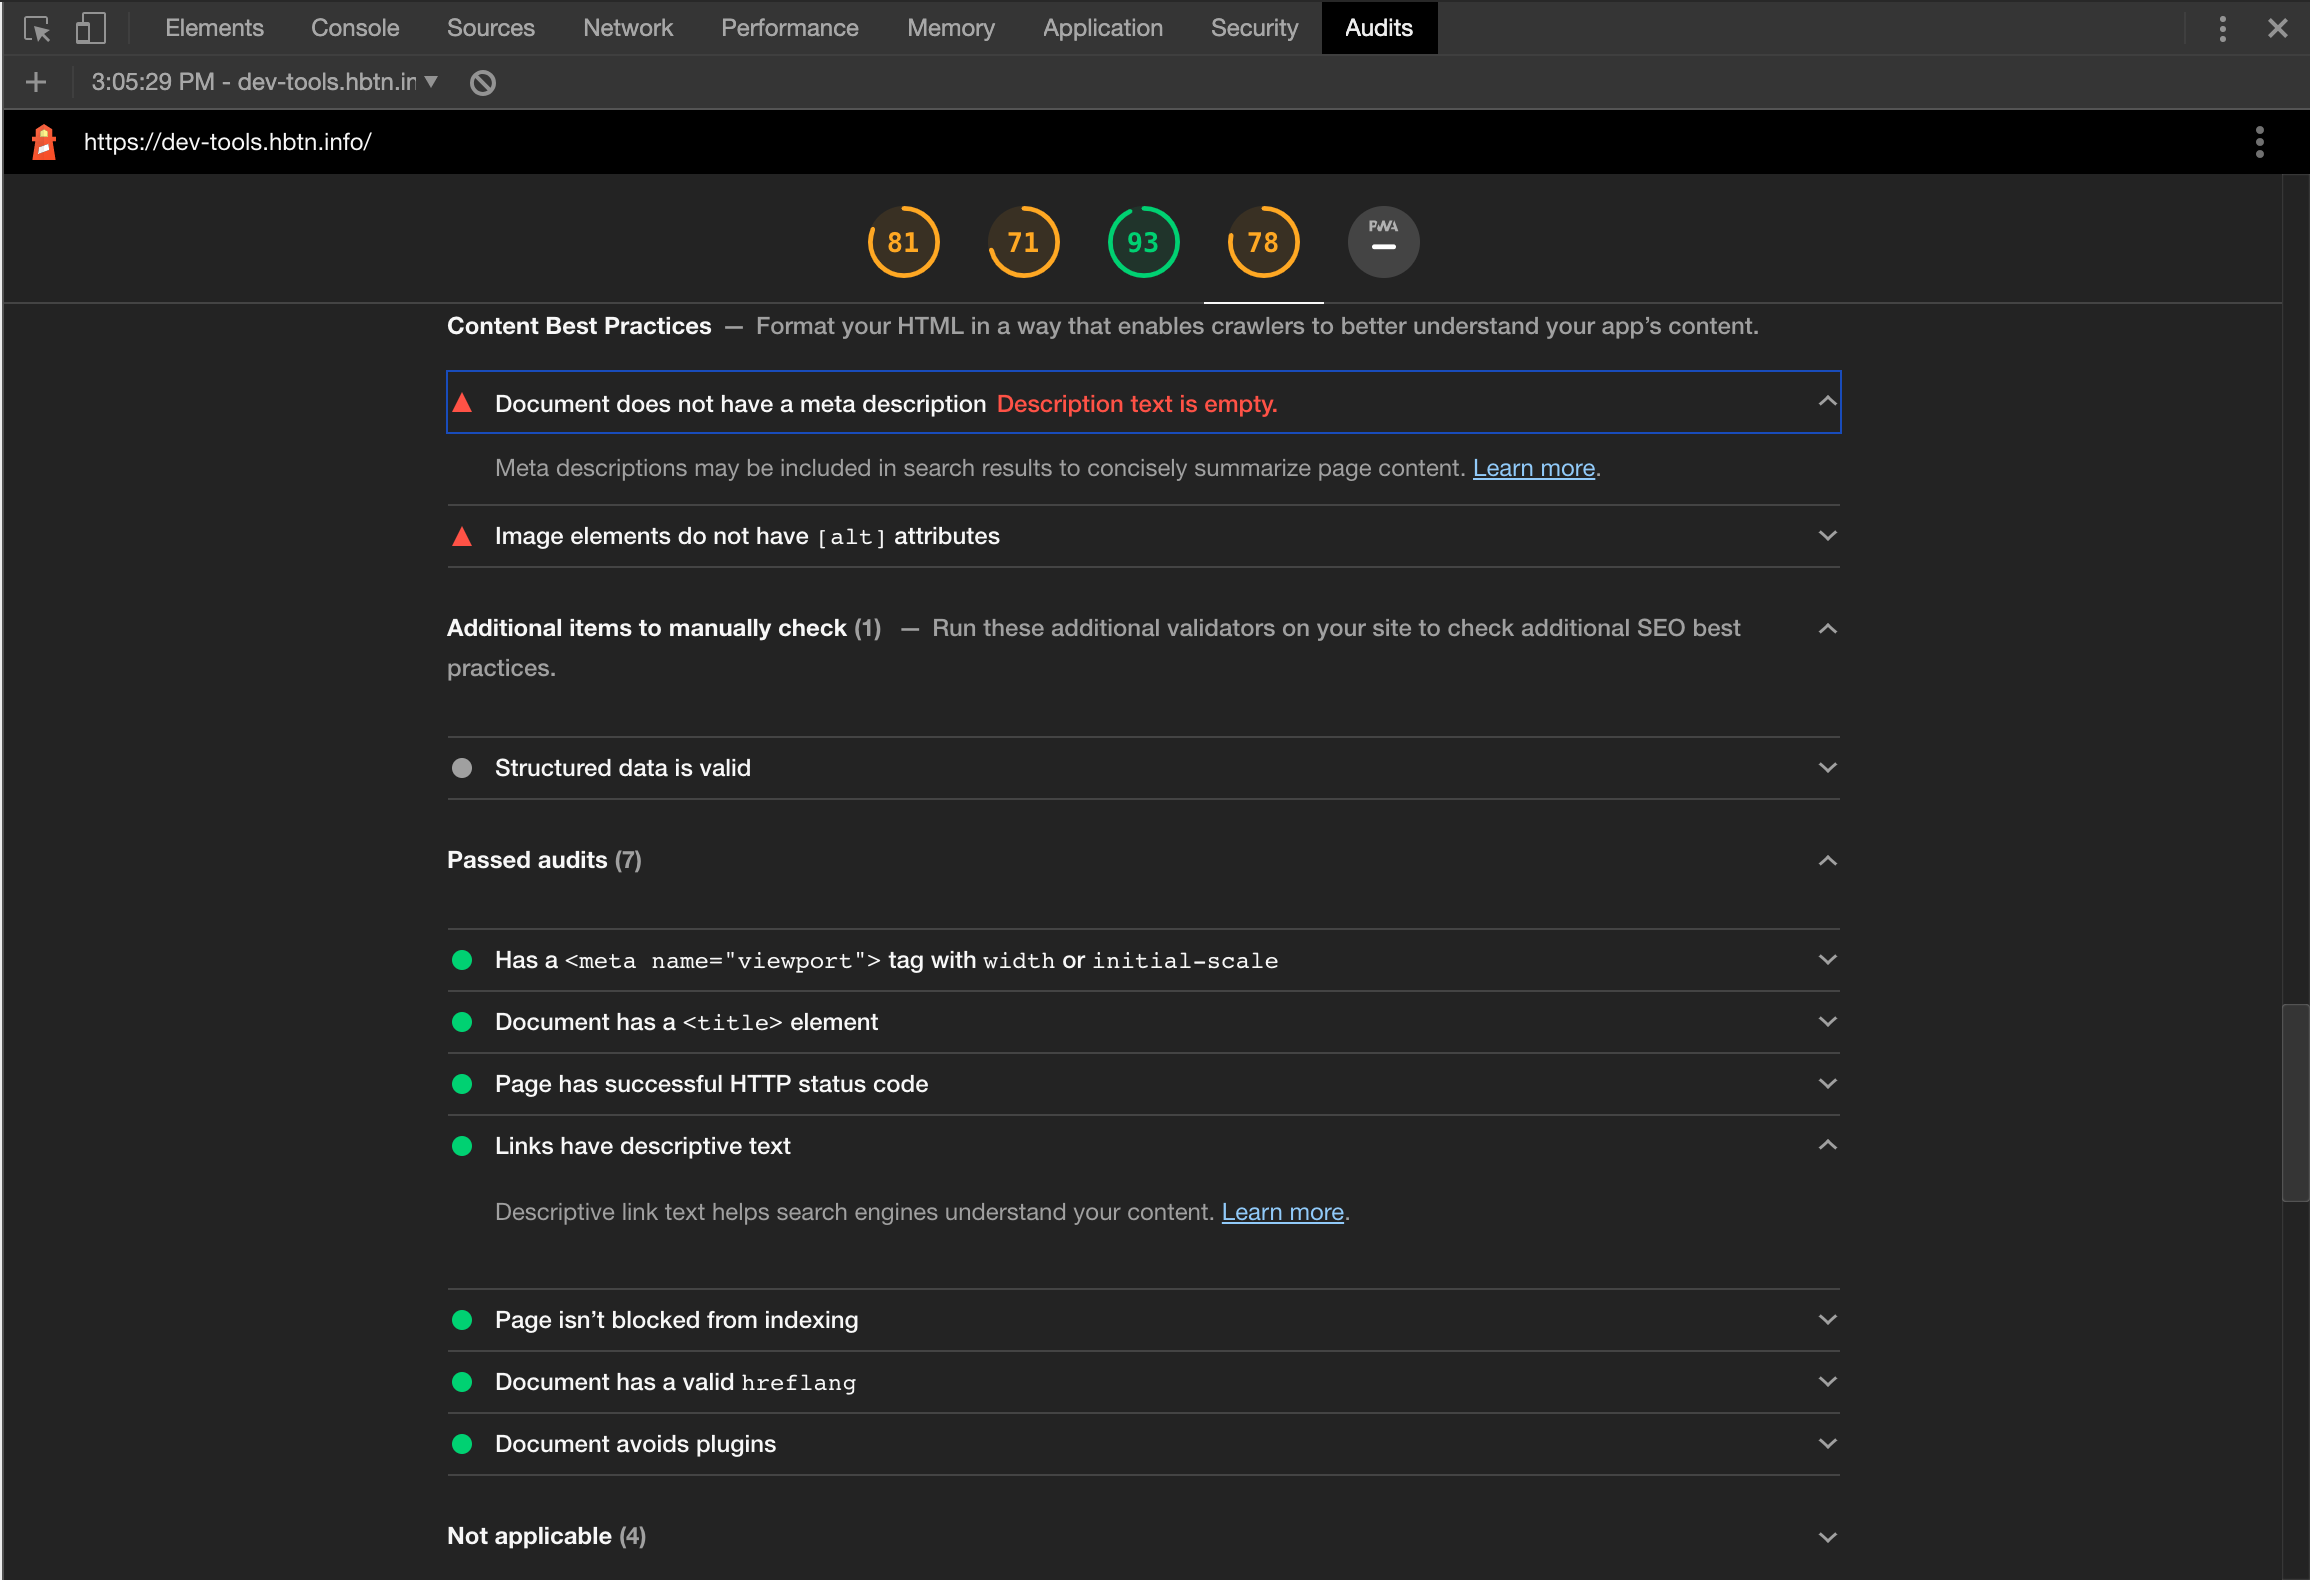 Elements Console Sources Network Performance Memory Application Security Audits
3:05:29 PM - dev-tools.hbtn.in
https://dev-tools.hbtn.info/
81 71 93 78 PWA
Content Best Practices — Format your HTML in a way that enables crawlers to better understand your app’s content.
Document does not have a meta description Description text is empty.
Meta descriptions may be included in search results to concisely summarize page content. Learn more.
Image elements do not have [alt] attributes
Additional items to manually check (1) — Run these additional validators on your site to check additional SEO best
practices.
Structured data is valid
Passed audits (7)
Has a <meta name="viewport"> tag with width or initial-scale
Document has a <title> element
Page has successful HTTP status code
Links have descriptive text
Descriptive link text helps search engines understand your content. Learn more.
Page isn’t blocked from indexing
Document has a valid hreflang
Document avoids plugins
Not applicable (4)